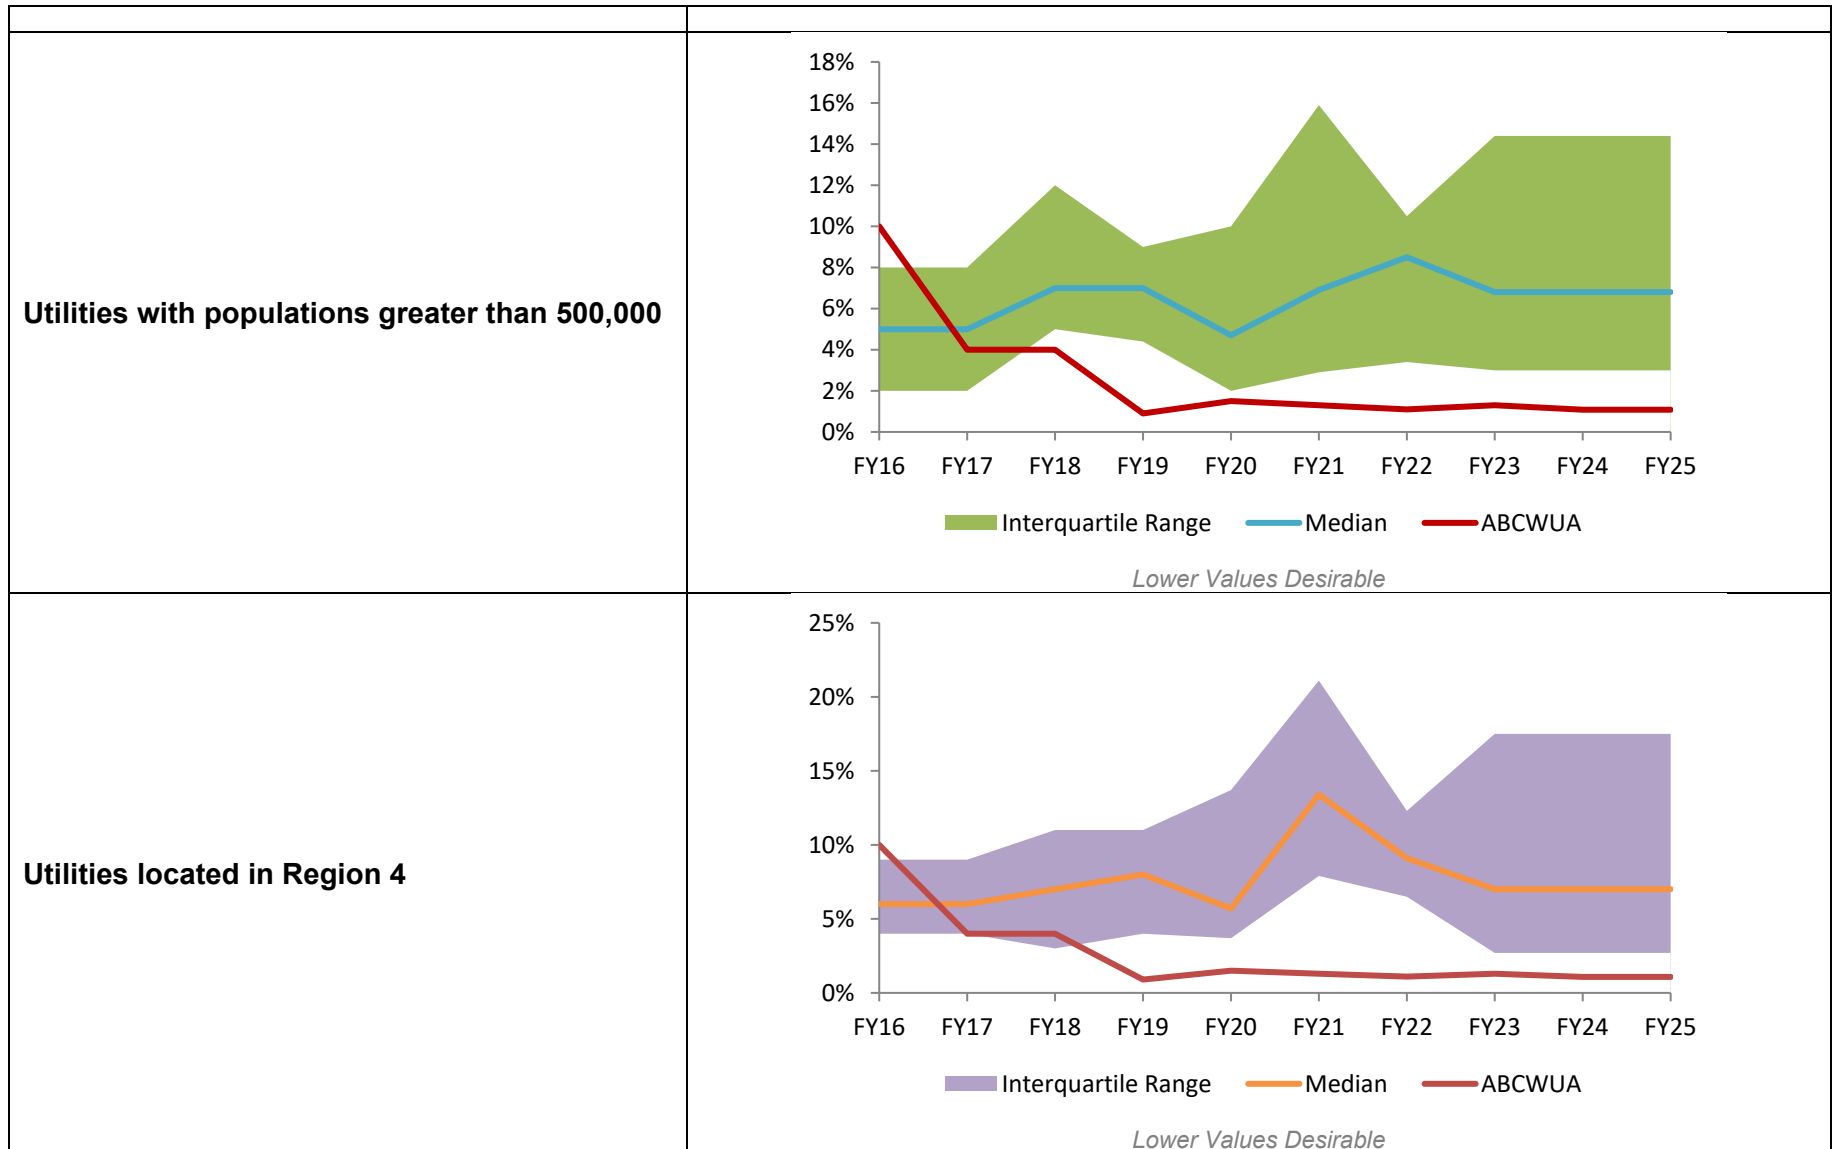 Utilities with populations greater than 500,000
18%
16%
14%
12%
10%
8%
6%
4%
2%
0%
FY16 FY17 FY18 FY19 FY20 FY21 FY22 FY23 FY24 FY25
Interquartile Range Median ABCWUA
Lower Values Desirable
Utilities located in Region 4
25%
20%
15%
10%
5%
0%
FY16 FY17 FY18 FY19 FY20 FY21 FY22 FY23 FY24 FY25
Interquartile Range Median ABCWUA
Lower Values Desirable